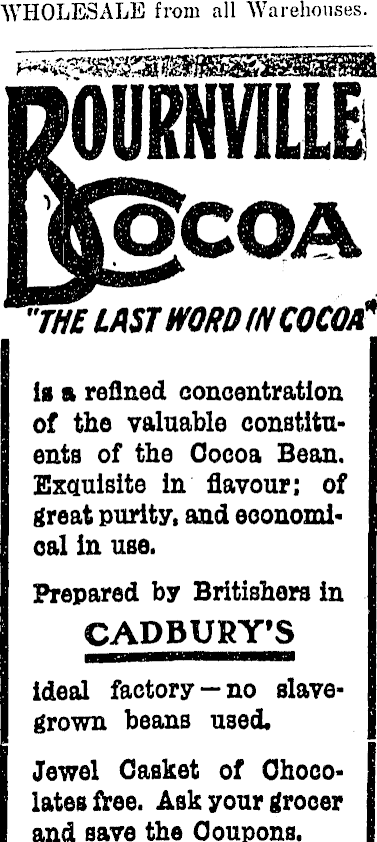 WHOLESALE from all Warehouses.
BOURNVILLE
COCOA
"THE LAST WORD IN COCOA"
is a refined concentration
of the valuable constitu-
ents of the Cocoa Bean.
Exquisite in flavour; of
great purity, and economi-
cal in use.
Prepared by Britishers in
CADBURY'S
ideal factory — no slave-
grown beans used.
Jewel Casket of Choco-
lates free. Ask your grocer
and save the Coupons.